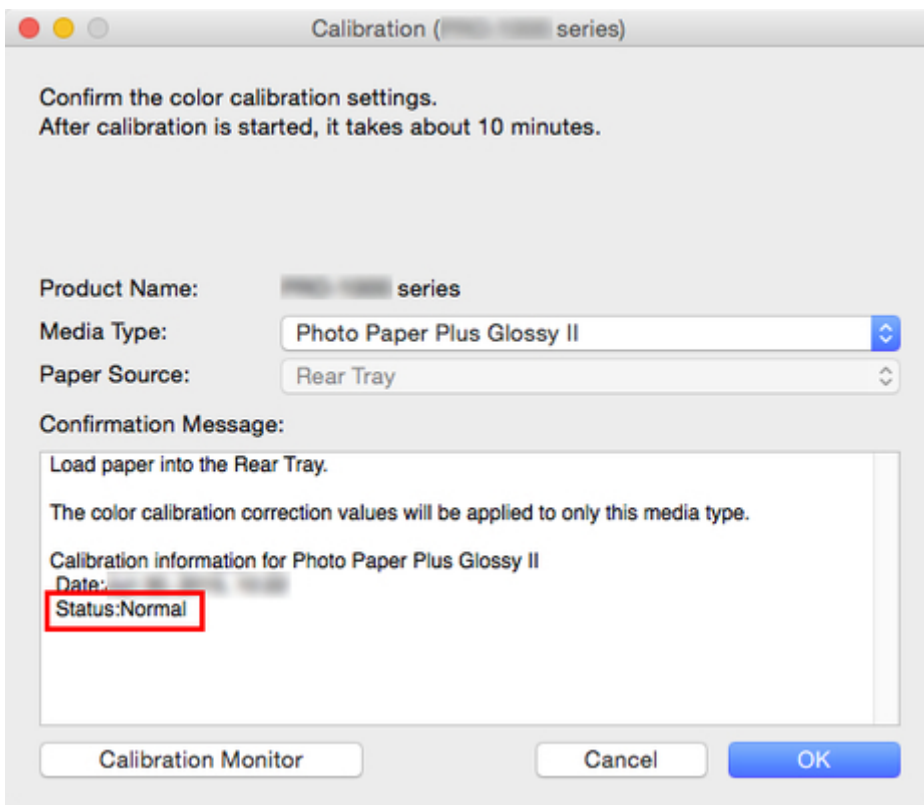 Calibration ( series)
Confirm the color calibration settings.
After calibration is started, it takes about 10 minutes.
Product Name: series
Media Type: Photo Paper Plus Glossy II
Paper Source: Rear Tray
Confirmation Message:
Load paper into the Rear Tray.
The color calibration correction values will be applied to only this media type.
Calibration information for Photo Paper Plus Glossy II
Date:
Status:Normal
Calibration Monitor Cancel OK